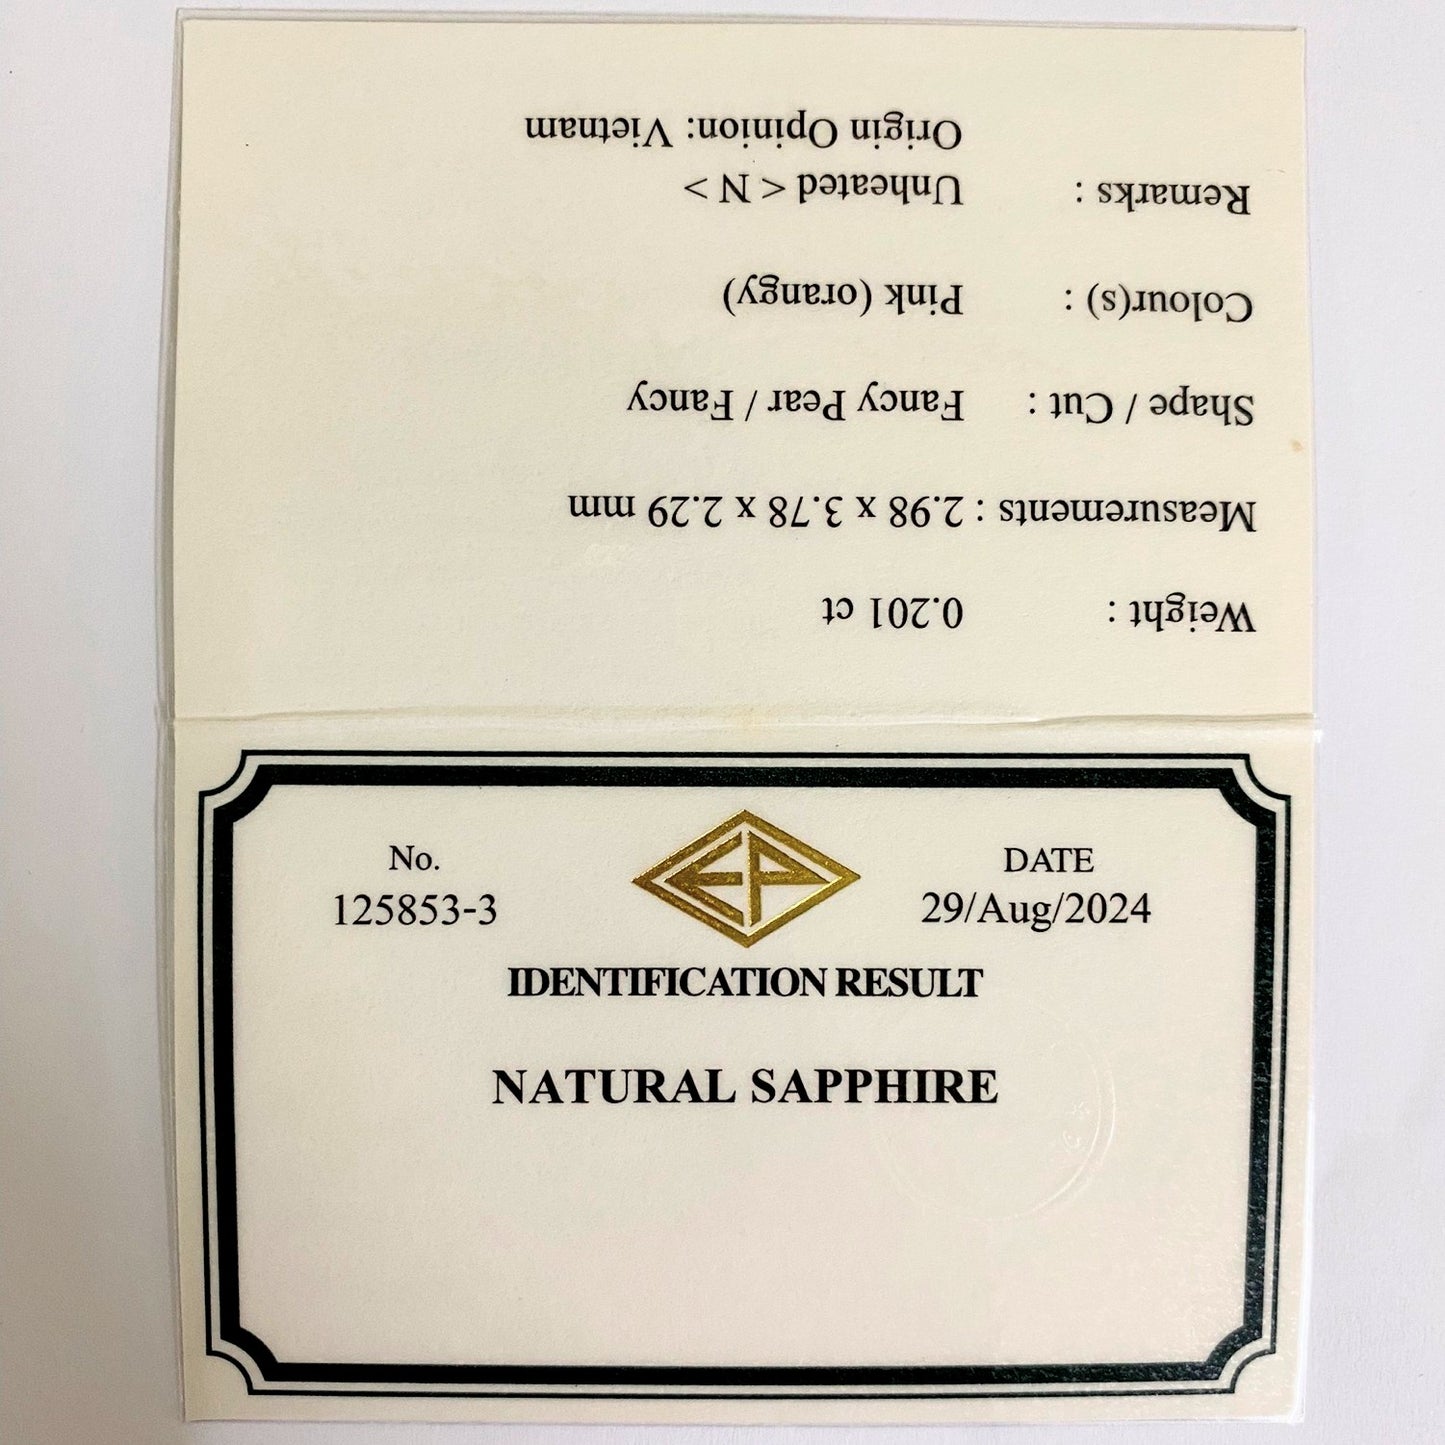 Weight : 0.201 ct
Measurements : 2.98 x 3.78 x 2.29 mm
Shape / Cut : Fancy Pear / Fancy
Colour(s) : Pink (orangy)
Remarks : Unheated < N >
Origin Opinion: Vietnam
EP
No.
125853-3
DATE
29/Aug/2024
IDENTIFICATION RESULT
NATURAL SAPPHIRE